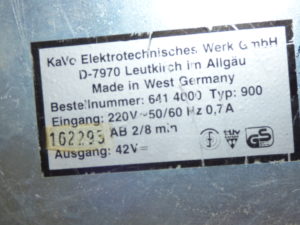 KaVo Elektrotechnisches Werk GmbH
D-7970 Leutkirch im Allgäu
Made in West Germany
Bestellnummer: 641 4000 Typ: 900
Eingang: 220V~50/60 Hz 0,7A
162295 AB 2/8 min
Ausgang: 42V=